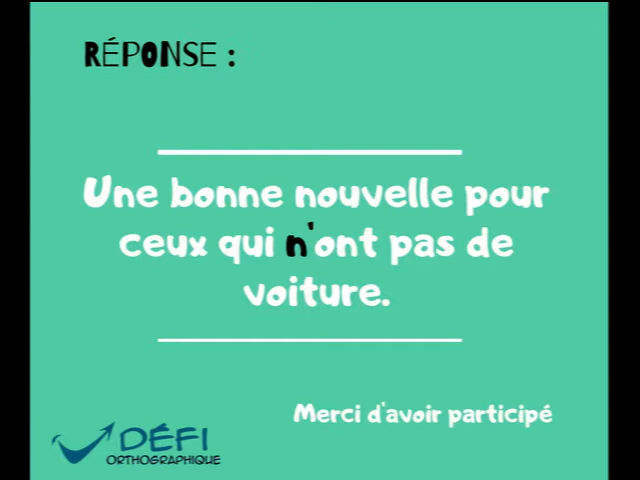 RÉPONSE :
Une bonne nouvelle pour
ceux qui n'ont pas de
voiture.
Merci d'avoir participé
DÉFI
ORTHOGRAPHIQUE